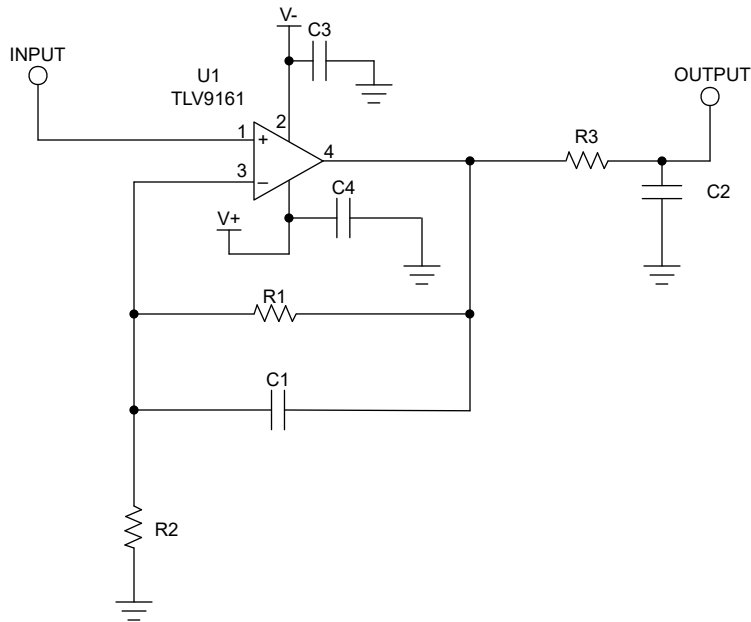 V-
C3
INPUT
U1
TLV9161
OUTPUT
2
1
+
3
–
4
R3
C4
C2
V+
R1
C1
R2